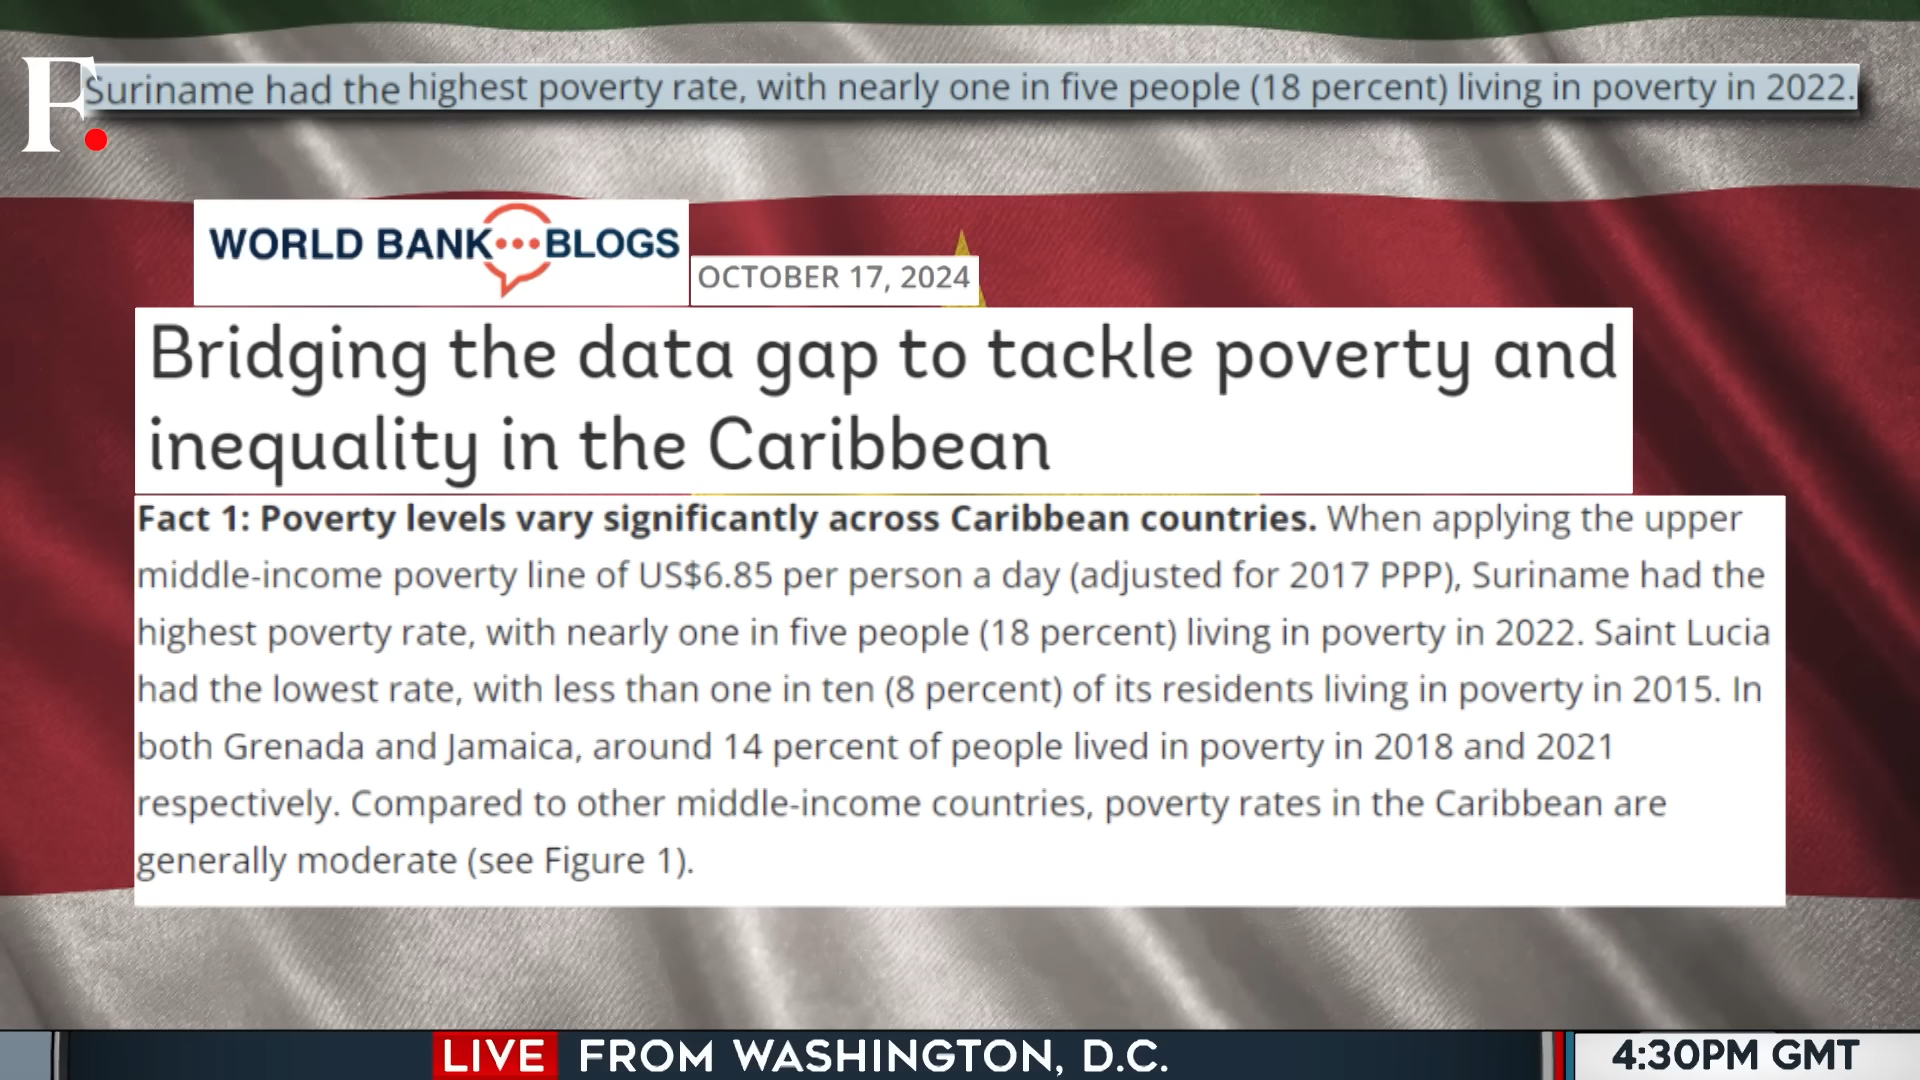 F.
Suriname had the highest poverty rate, with nearly one in five people (18 percent) living in poverty in 2022.
WORLD BANK BLOGS
OCTOBER 17, 2024
Bridging the data gap to tackle poverty and
inequality in the Caribbean
Fact 1: Poverty levels vary significantly across Caribbean countries. When applying the upper
middle-income poverty line of US$6.85 per person a day (adjusted for 2017 PPP), Suriname had the
highest poverty rate, with nearly one in five people (18 percent) living in poverty in 2022. Saint Lucia
had the lowest rate, with less than one in ten (8 percent) of its residents living in poverty in 2015. In
both Grenada and Jamaica, around 14 percent of people lived in poverty in 2018 and 2021
respectively. Compared to other middle-income countries, poverty rates in the Caribbean are
generally moderate (see Figure 1).
LIVE FROM WASHINGTON, D.C.
4:30PM GMT